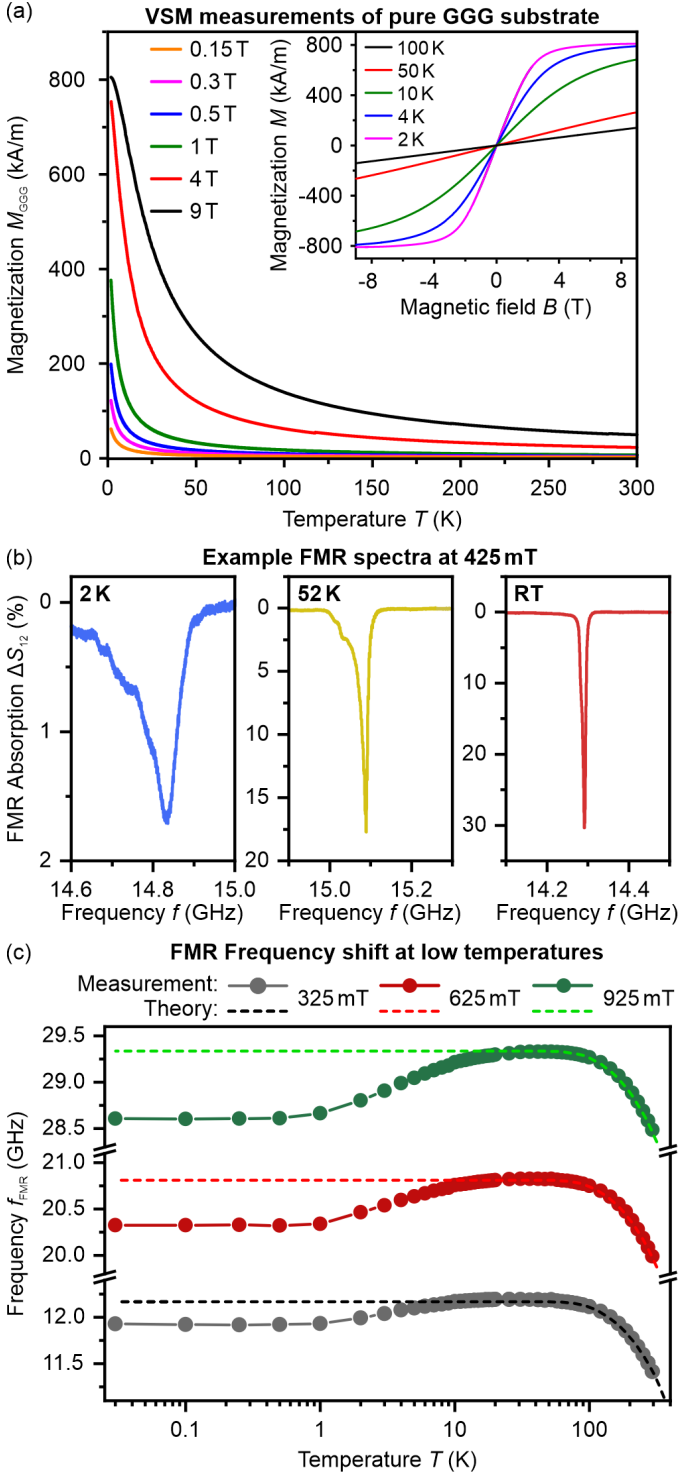 (a)
VSM measurements of pure GGG substrate
Magnetization M_GGG (kA/m)
800
600
400
200
0
0.15 T
0.3 T
0.5 T
1 T
4 T
9 T
0 25 50 75 100 125 150 175 200 225 250 275 300
Temperature T (K)
Magnetization M (kA/m)
800
400
0
-400
-800
100 K
50 K
10 K
4 K
2 K
-8 -4 0 4 8
Magnetic field B (T)
(b)
Example FMR spectra at 425 mT
FMR Absorption ΔS₁₂ (%)
2 K
0
1
2
14.6 14.8 15.0
Frequency f (GHz)
52 K
0
5
10
15
20
15.0 15.2
Frequency f (GHz)
RT
0
10
20
30
14.2 14.4
Frequency f (GHz)
(c)
FMR Frequency shift at low temperatures
Measurement:
Theory:
325 mT 625 mT 925 mT
Frequency f_FMR (GHz)
29.5
29.0
28.5
21.0
20.5
20.0
12.0
11.5
0.1 1 10 100
Temperature T (K)